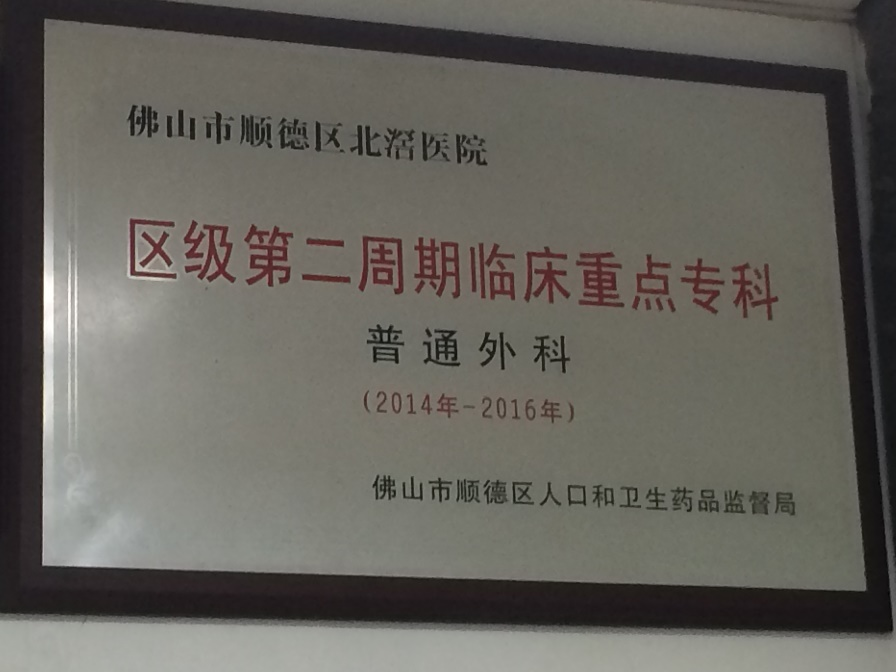 佛山市顺德区北滘医院
区级第二周期临床重点专科
普通外科
(2014年-2016年)
佛山市顺德区人口和卫生药品监督局